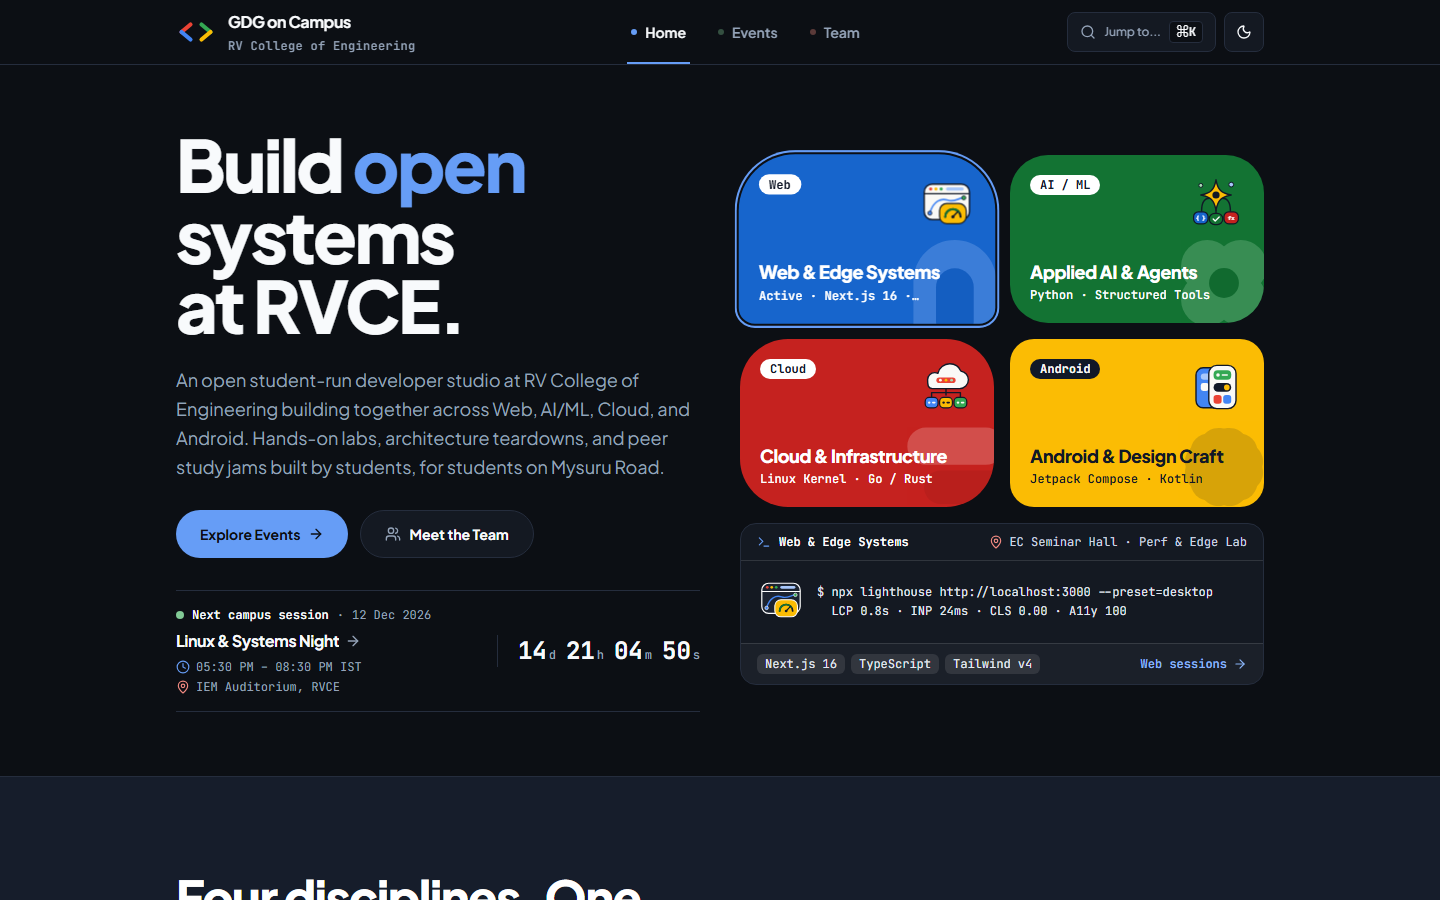 GDG on Campus
RV College of Engineering
Home
Events
Team
Jump to...
⌘K
Build open
systems
at RVCE.
An open student-run developer studio at RV College of
Engineering building together across Web, AI/ML, Cloud, and
Android. Hands-on labs, architecture teardowns, and peer
study jams built by students, for students on Mysuru Road.
Explore Events →
Meet the Team
Next campus session · 12 Dec 2026
Linux & Systems Night →
05:30 PM – 08:30 PM IST
IEM Auditorium, RVCE
14d 21h 04m 50s
Web
Web & Edge Systems
Active · Next.js 16 ·…
AI / ML
Applied AI & Agents
Python · Structured Tools
Cloud
Cloud & Infrastructure
Linux Kernel · Go / Rust
Android
Android & Design Craft
Jetpack Compose · Kotlin
Web & Edge Systems
EC Seminar Hall · Perf & Edge Lab
$ npx lighthouse http://localhost:3000 --preset=desktop
LCP 0.8s · INP 24ms · CLS 0.00 · A11y 100
Next.js 16
TypeScript
Tailwind v4
Web sessions →
Four disciplines. One